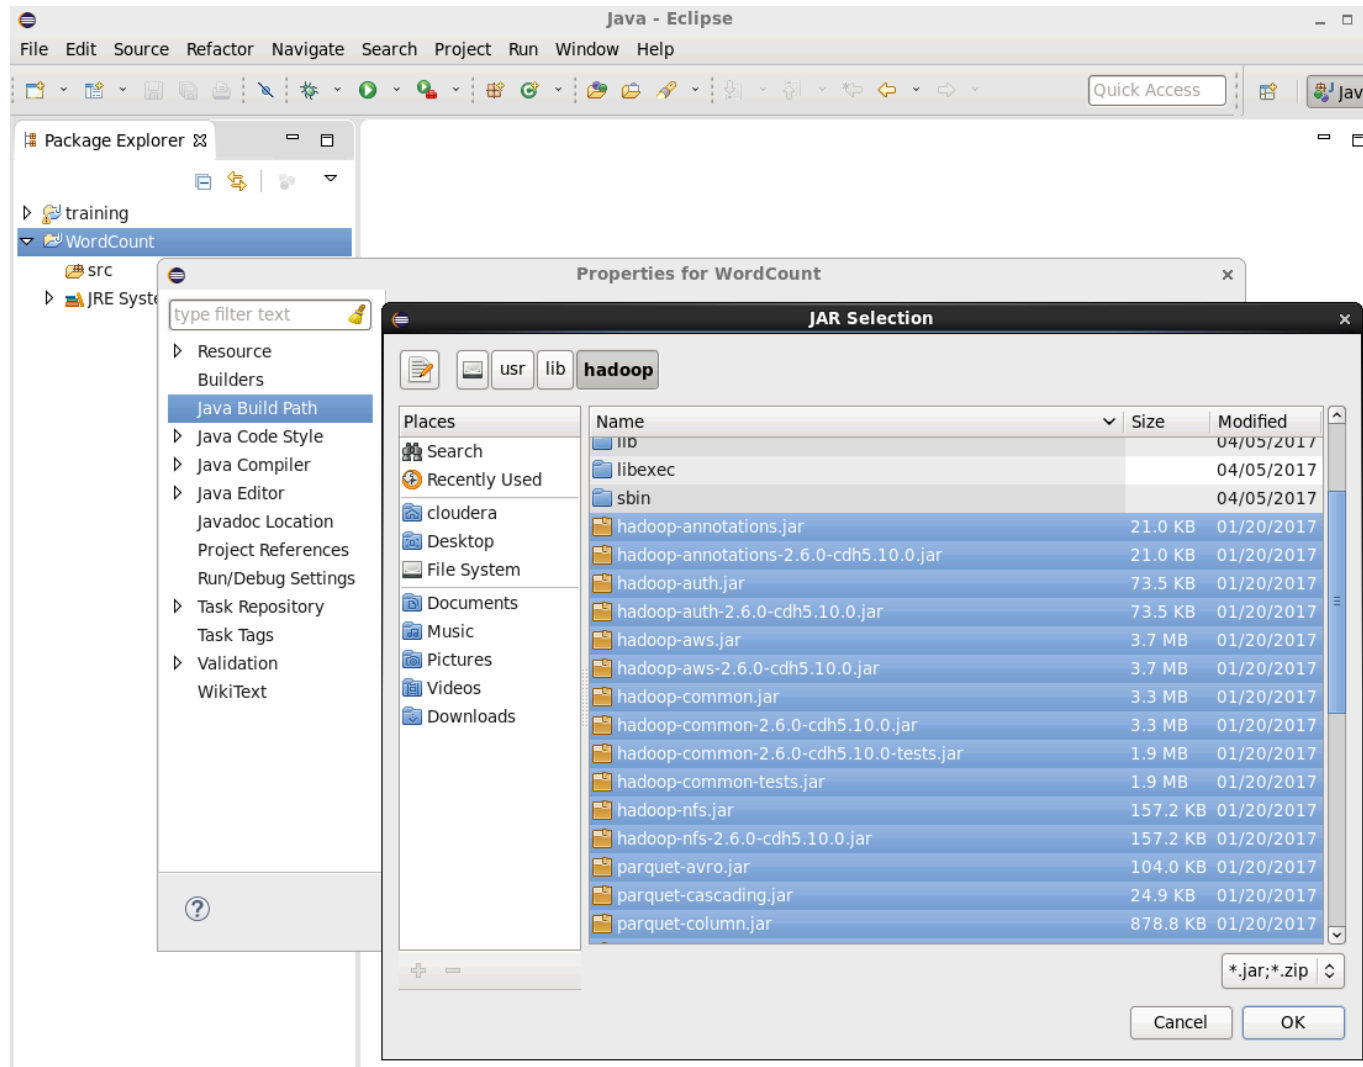 Java - Eclipse
File Edit Source Refactor Navigate Search Project Run Window Help
Quick Access
Jav
Package Explorer
training
WordCount
src
JRE Syste
Properties for WordCount
type filter text
Resource
Builders
Java Build Path
Java Code Style
Java Compiler
Java Editor
Javadoc Location
Project References
Run/Debug Settings
Task Repository
Task Tags
Validation
WikiText
JAR Selection
usr lib hadoop
Places
Search
Recently Used
cloudera
Desktop
File System
Documents
Music
Pictures
Videos
Downloads
Name Size Modified
lib 04/05/2017
libexec 04/05/2017
sbin 04/05/2017
hadoop-annotations.jar 21.0 KB 01/20/2017
hadoop-annotations-2.6.0-cdh5.10.0.jar 21.0 KB 01/20/2017
hadoop-auth.jar 73.5 KB 01/20/2017
hadoop-auth-2.6.0-cdh5.10.0.jar 73.5 KB 01/20/2017
hadoop-aws.jar 3.7 MB 01/20/2017
hadoop-aws-2.6.0-cdh5.10.0.jar 3.7 MB 01/20/2017
hadoop-common.jar 3.3 MB 01/20/2017
hadoop-common-2.6.0-cdh5.10.0.jar 3.3 MB 01/20/2017
hadoop-common-2.6.0-cdh5.10.0-tests.jar 1.9 MB 01/20/2017
hadoop-common-tests.jar 1.9 MB 01/20/2017
hadoop-nfs.jar 157.2 KB 01/20/2017
hadoop-nfs-2.6.0-cdh5.10.0.jar 157.2 KB 01/20/2017
parquet-avro.jar 104.0 KB 01/20/2017
parquet-cascading.jar 24.9 KB 01/20/2017
parquet-column.jar 878.8 KB 01/20/2017
*.jar;*.zip
Cancel OK